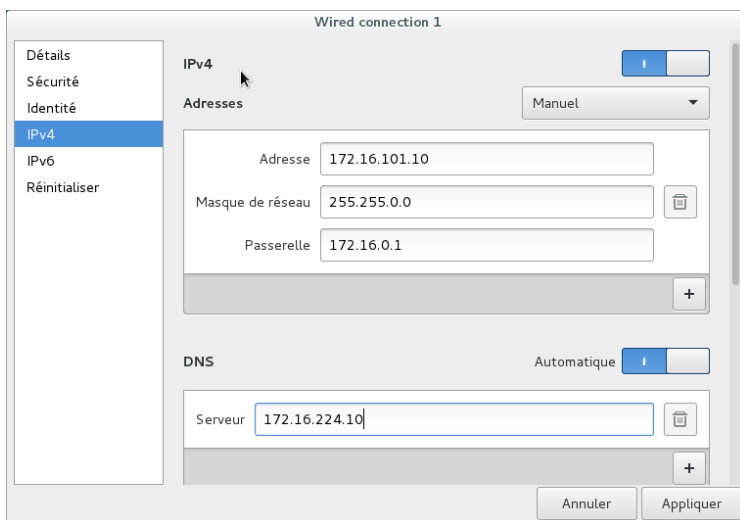 Wired connection 1
Détails
Sécurité
Identité
IPv4
IPv6
Réinitialiser
IPv4
Adresses
Manuel
Adresse 172.16.101.10
Masque de réseau 255.255.0.0
Passerelle 172.16.0.1
+
DNS
Automatique
Serveur 172.16.224.10
+
Annuler
Appliquer